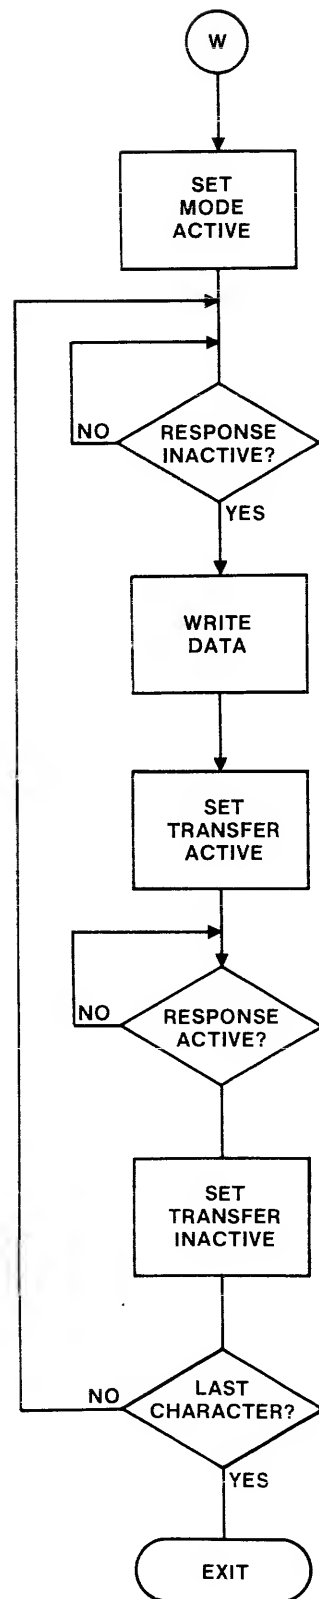 W
SET
MODE
ACTIVE
NO
RESPONSE
INACTIVE?
YES
WRITE
DATA
SET
TRANSFER
ACTIVE
NO
RESPONSE
ACTIVE?
SET
TRANSFER
INACTIVE
NO
LAST
CHARACTER?
YES
EXIT